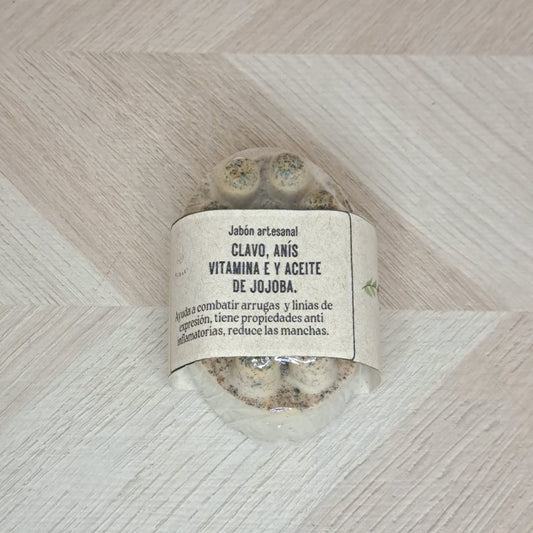 Jabón artesanal
CLAVO, ANÍS
VITAMINA E Y ACEITE
DE JOJOBA.
Ayuda a combatir arrugas y linias de
expresión, tiene propiedades anti
inflamatorias, reduce las manchas.